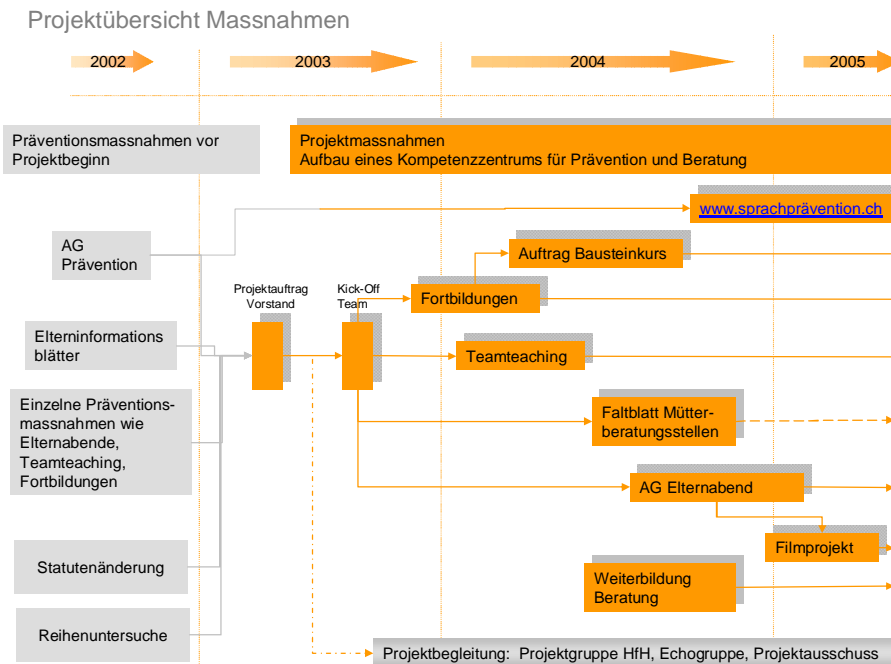 Projektübersicht Massnahmen
2002
2003
2004
2005
Präventionsmassnahmen vor
Projektbeginn
Projektmassnahmen
Aufbau eines Kompetenzzentrums für Prävention und Beratung
www.sprachprävention.ch
AG
Prävention
Auftrag Bausteinkurs
Projektauftrag
Vorstand
Kick-Off
Team
Fortbildungen
Elterninformations
blätter
Teamteaching
Einzelne Präventions-
massnahmen wie
Elternabende,
Teamteaching,
Fortbildungen
Faltblatt Mütter-
beratungsstellen
AG Elternabend
Filmprojekt
Statutenänderung
Weiterbildung
Beratung
Reihenuntersuche
Projektbegleitung: Projektgruppe HfH, Echogruppe, Projektausschuss